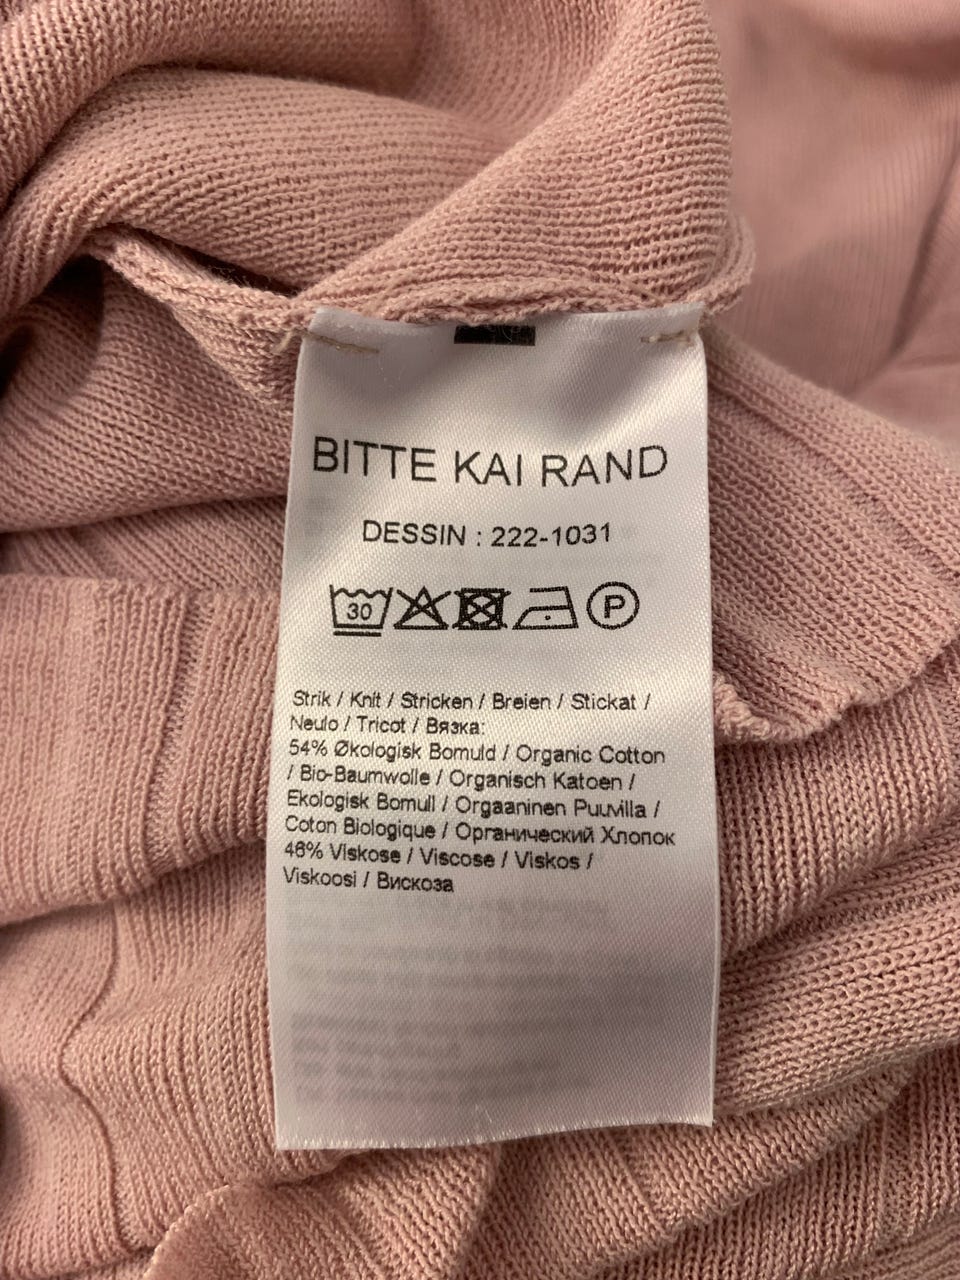 BITTE KAI RAND
DESSIN : 222-1031
30 P
Strik / Knit / Stricken / Breien / Stickat /
Neulo / Tricot / Вязка:
54% Økologisk Bomuld / Organic Cotton
/ Bio-Baumwolle / Organisch Katoen /
Ekologisk Bomull / Orgaaninen Puuvilla /
Coton Biologique / Органический Хлопок
46% Viskose / Viscose / Viskos /
Viskoosi / Вискоза